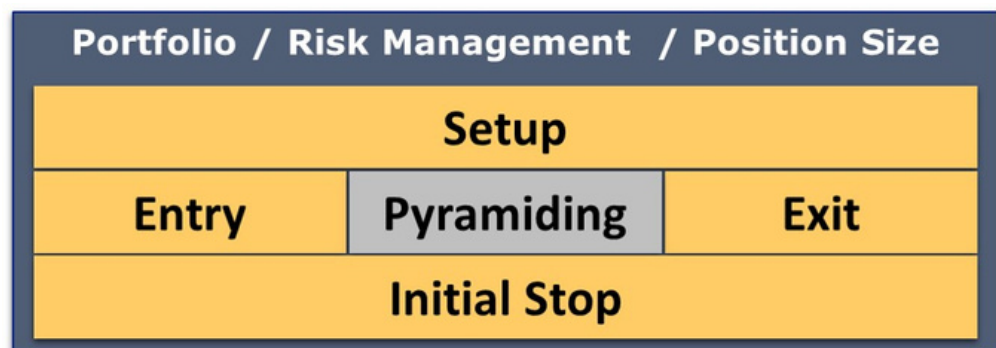 Portfolio / Risk Management / Position Size
Setup
Entry Pyramiding Exit
Initial Stop